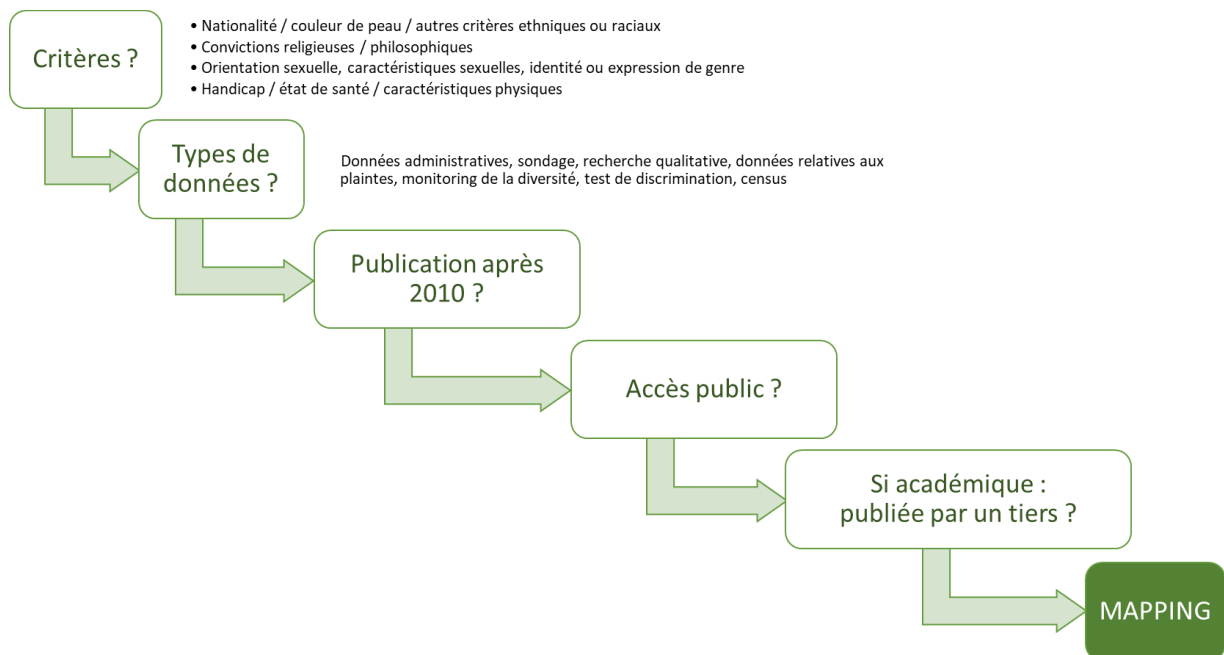 Critères ?
• Nationalité / couleur de peau / autres critères ethniques ou raciaux
• Convictions religieuses / philosophiques
• Orientation sexuelle, caractéristiques sexuelles, identité ou expression de genre
• Handicap / état de santé / caractéristiques physiques
Types de
données ?
Données administratives, sondage, recherche qualitative, données relatives aux
plaintes, monitoring de la diversité, test de discrimination, census
Publication après
2010 ?
Accès public ?
Si académique :
publiée par un tiers ?
MAPPING